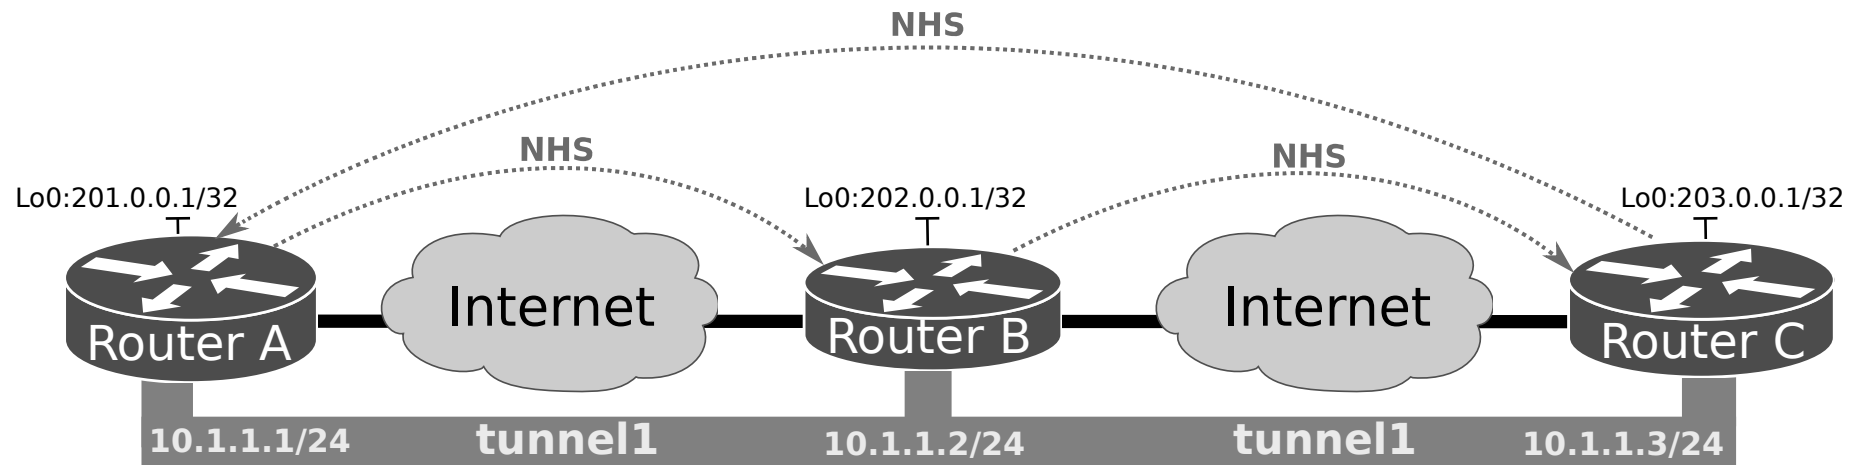 NHS
NHS
NHS
Lo0:201.0.0.1/32
Lo0:202.0.0.1/32
Lo0:203.0.0.1/32
Internet
Internet
Router A
Router B
Router C
10.1.1.1/24
tunnel1
10.1.1.2/24
tunnel1
10.1.1.3/24